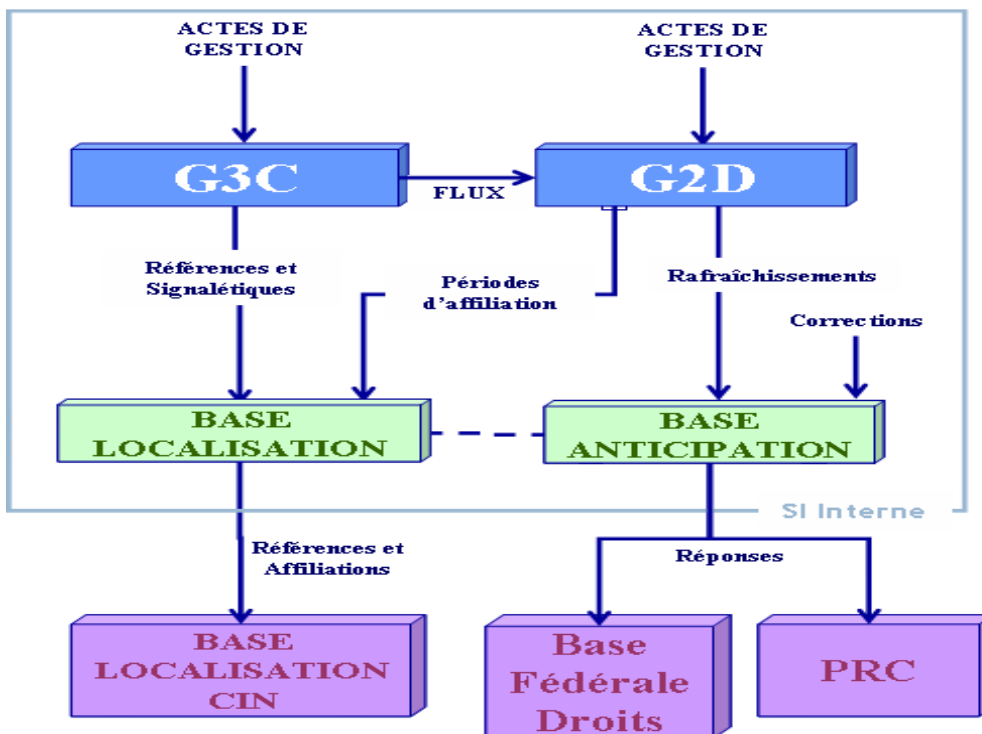 ACTES DE
GESTION
ACTES DE
GESTION
G3C
FLUX
G2D
Références et
Signalétiques
Périodes
d'affiliation
Rafraîchissements
Corrections
BASE
LOCALISATION
BASE
ANTICIPATION
SI Interne
Références et
Affiliations
Réponses
BASE
LOCALISATION
CIN
Base
Fédérale
Droits
PRC